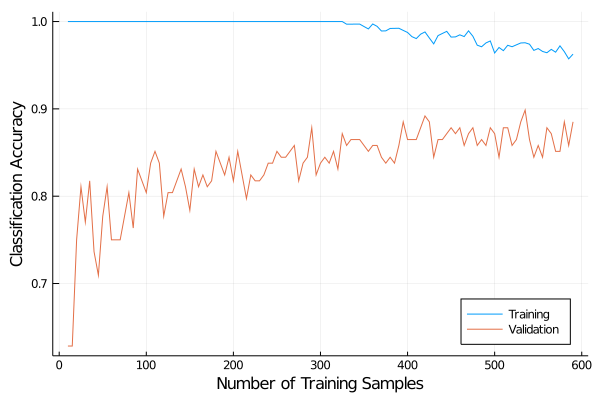 1.0
0.9
0.8
0.7
Classification Accuracy
Training
Validation
0 100 200 300 400 500 600
Number of Training Samples